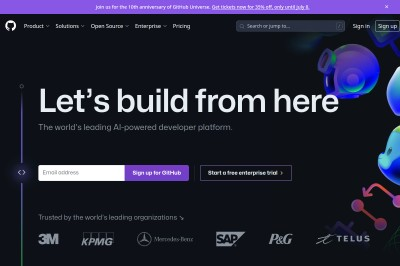 Join us for the 10th anniversary of GitHub Universe. Get tickets now for 35% off, only until July 8.
Product Solutions Open Source Enterprise Pricing Search or jump to... Sign in Sign up
Let's build from here
The world's leading AI-powered developer platform.
Email address Sign up for GitHub Start a free enterprise trial
Trusted by the world's leading organizations ↘
3M KPMG Mercedes-Benz SAP P&G TELUS